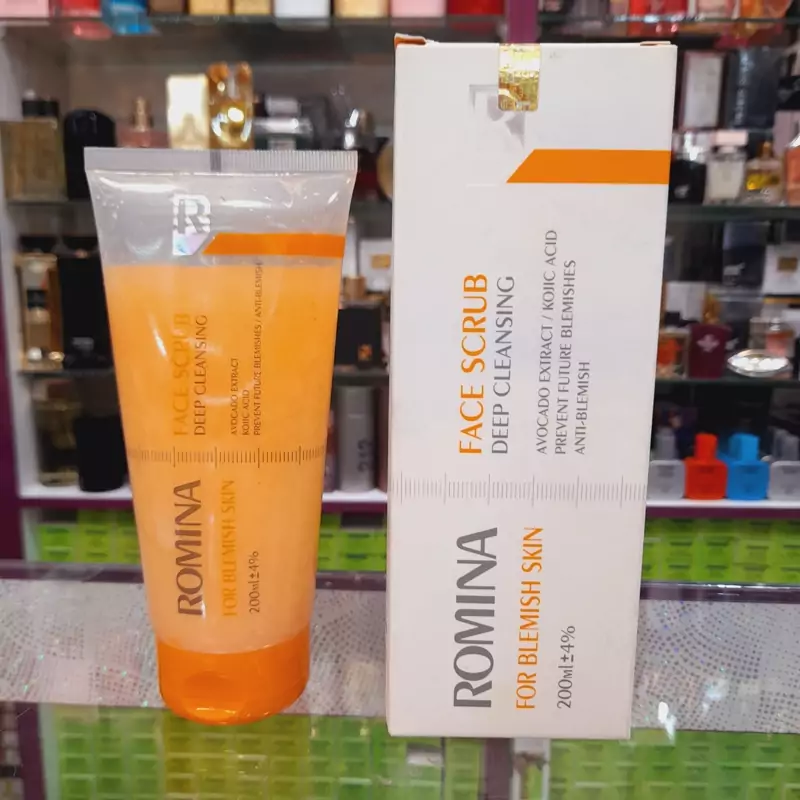 FACE SCRUB
DEEP CLEANSING
AVOCADO EXTRACT
KOJIC ACID
PREVENT FUTURE BLEMISHES / ANTI-BLEMISH
ROMINA
FOR BLEMISH SKIN
200ml±4%
FACE SCRUB
DEEP CLEANSING
AVOCADO EXTRACT / KOJIC ACID
PREVENT FUTURE BLEMISHES
ANTI-BLEMISH
ROMINA
FOR BLEMISH SKIN
200ml±4%
212